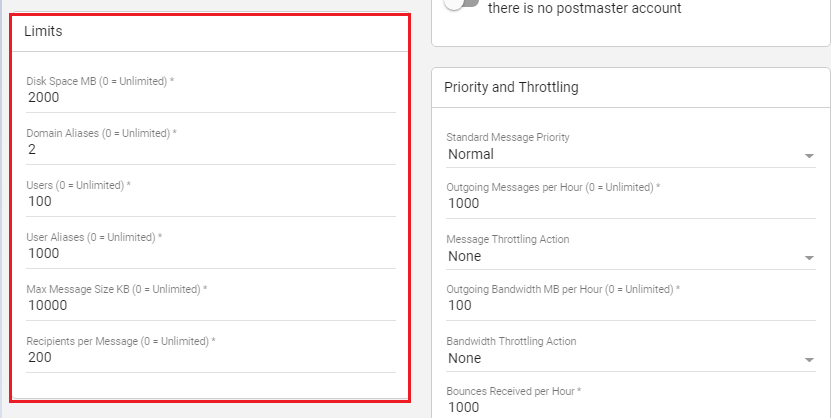 Limits
Disk Space MB (0 = Unlimited) *
2000
Domain Aliases (0 = Unlimited) *
2
Users (0 = Unlimited) *
100
User Aliases (0 = Unlimited) *
1000
Max Message Size KB (0 = Unlimited) *
10000
Recipients per Message (0 = Unlimited) *
200
there is no postmaster account
Priority and Throttling
Standard Message Priority
Normal
Outgoing Messages per Hour (0 = Unlimited) *
1000
Message Throttling Action
None
Outgoing Bandwidth MB per Hour (0 = Unlimited) *
100
Bandwidth Throttling Action
None
Bounces Received per Hour *
1000